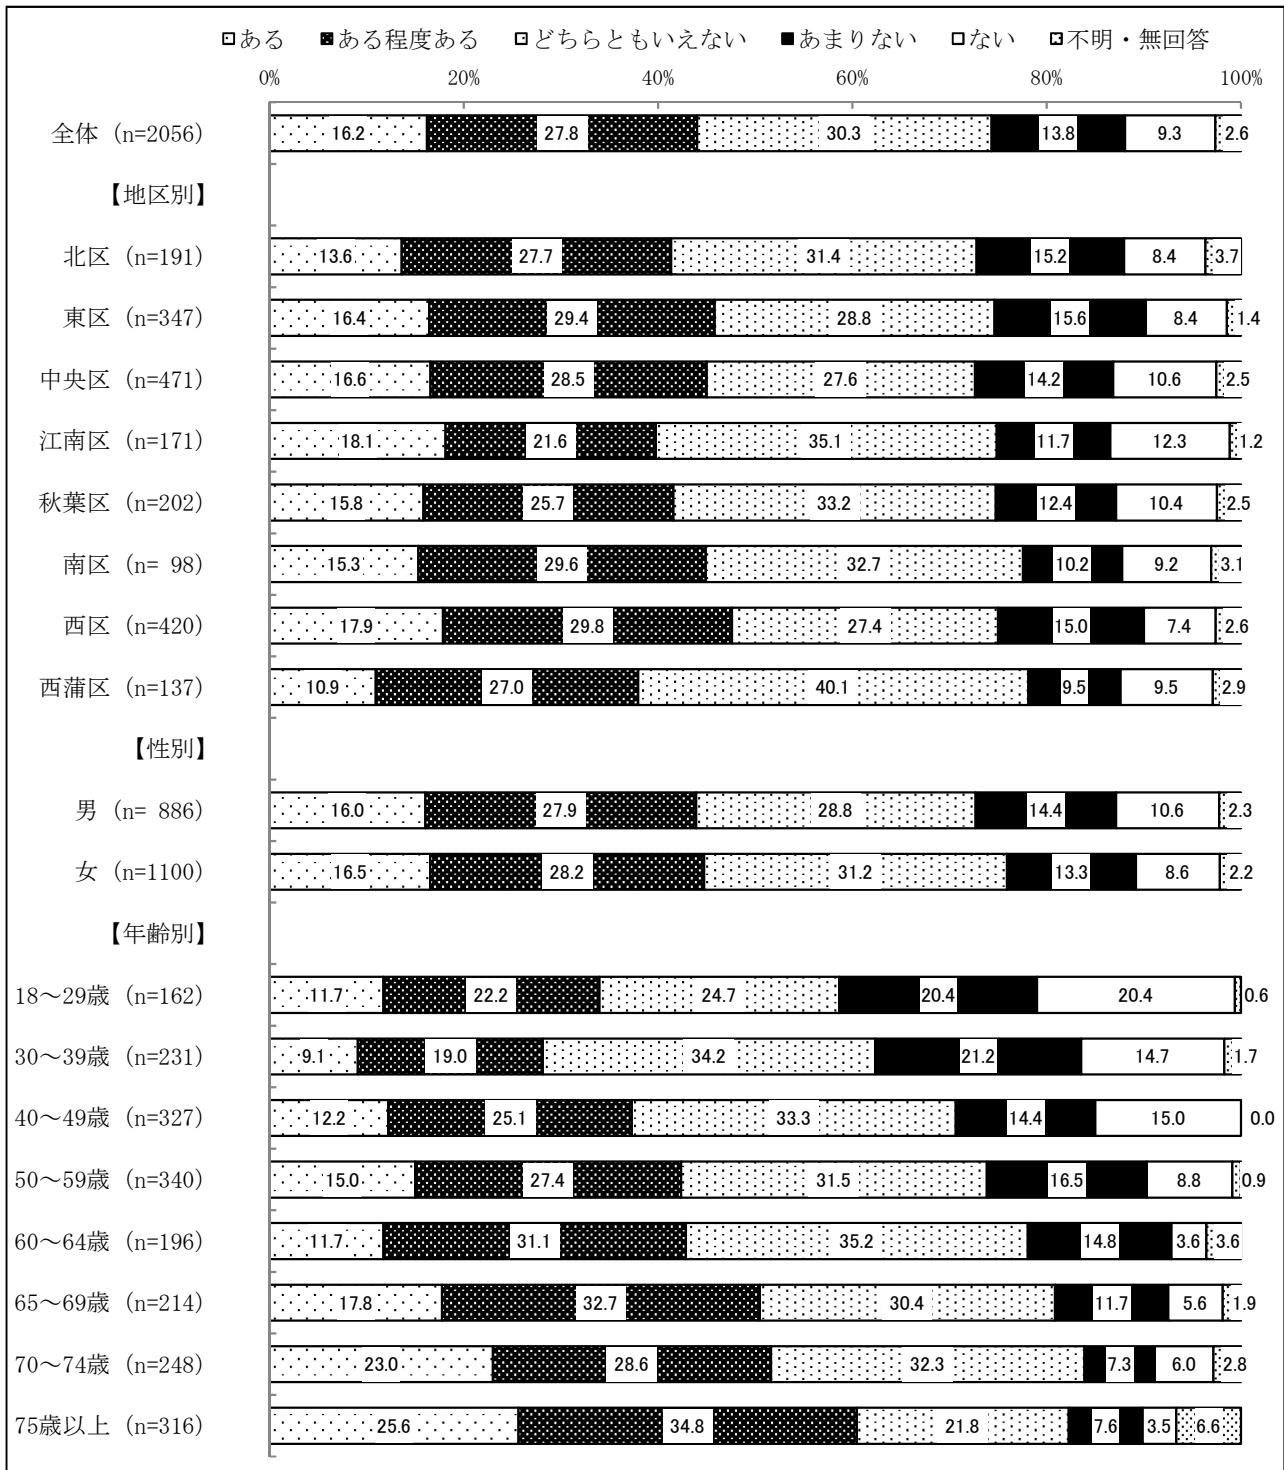 ある ある程度ある どちらともいえない あまりない ない 不明・無回答
0% 20% 40% 60% 80% 100%
全体 (n=2056) 16.2 27.8 30.3 13.8 9.3 2.6
【地区別】
北区 (n=191) 13.6 27.7 31.4 15.2 8.4 3.7
東区 (n=347) 16.4 29.4 28.8 15.6 8.4 1.4
中央区 (n=471) 16.6 28.5 27.6 14.2 10.6 2.5
江南区 (n=171) 18.1 21.6 35.1 11.7 12.3 1.2
秋葉区 (n=202) 15.8 25.7 33.2 12.4 10.4 2.5
南区 (n= 98) 15.3 29.6 32.7 10.2 9.2 3.1
西区 (n=420) 17.9 29.8 27.4 15.0 7.4 2.6
西蒲区 (n=137) 10.9 27.0 40.1 9.5 9.5 2.9
【性別】
男 (n= 886) 16.0 27.9 28.8 14.4 10.6 2.3
女 (n=1100) 16.5 28.2 31.2 13.3 8.6 2.2
【年齢別】
18～29歳 (n=162) 11.7 22.2 24.7 20.4 20.4 0.6
30～39歳 (n=231) 9.1 19.0 34.2 21.2 14.7 1.7
40～49歳 (n=327) 12.2 25.1 33.3 14.4 15.0 0.0
50～59歳 (n=340) 15.0 27.4 31.5 16.5 8.8 0.9
60～64歳 (n=196) 11.7 31.1 35.2 14.8 3.6 3.6
65～69歳 (n=214) 17.8 32.7 30.4 11.7 5.6 1.9
70～74歳 (n=248) 23.0 28.6 32.3 7.3 6.0 2.8
75歳以上 (n=316) 25.6 34.8 21.8 7.6 3.5 6.6